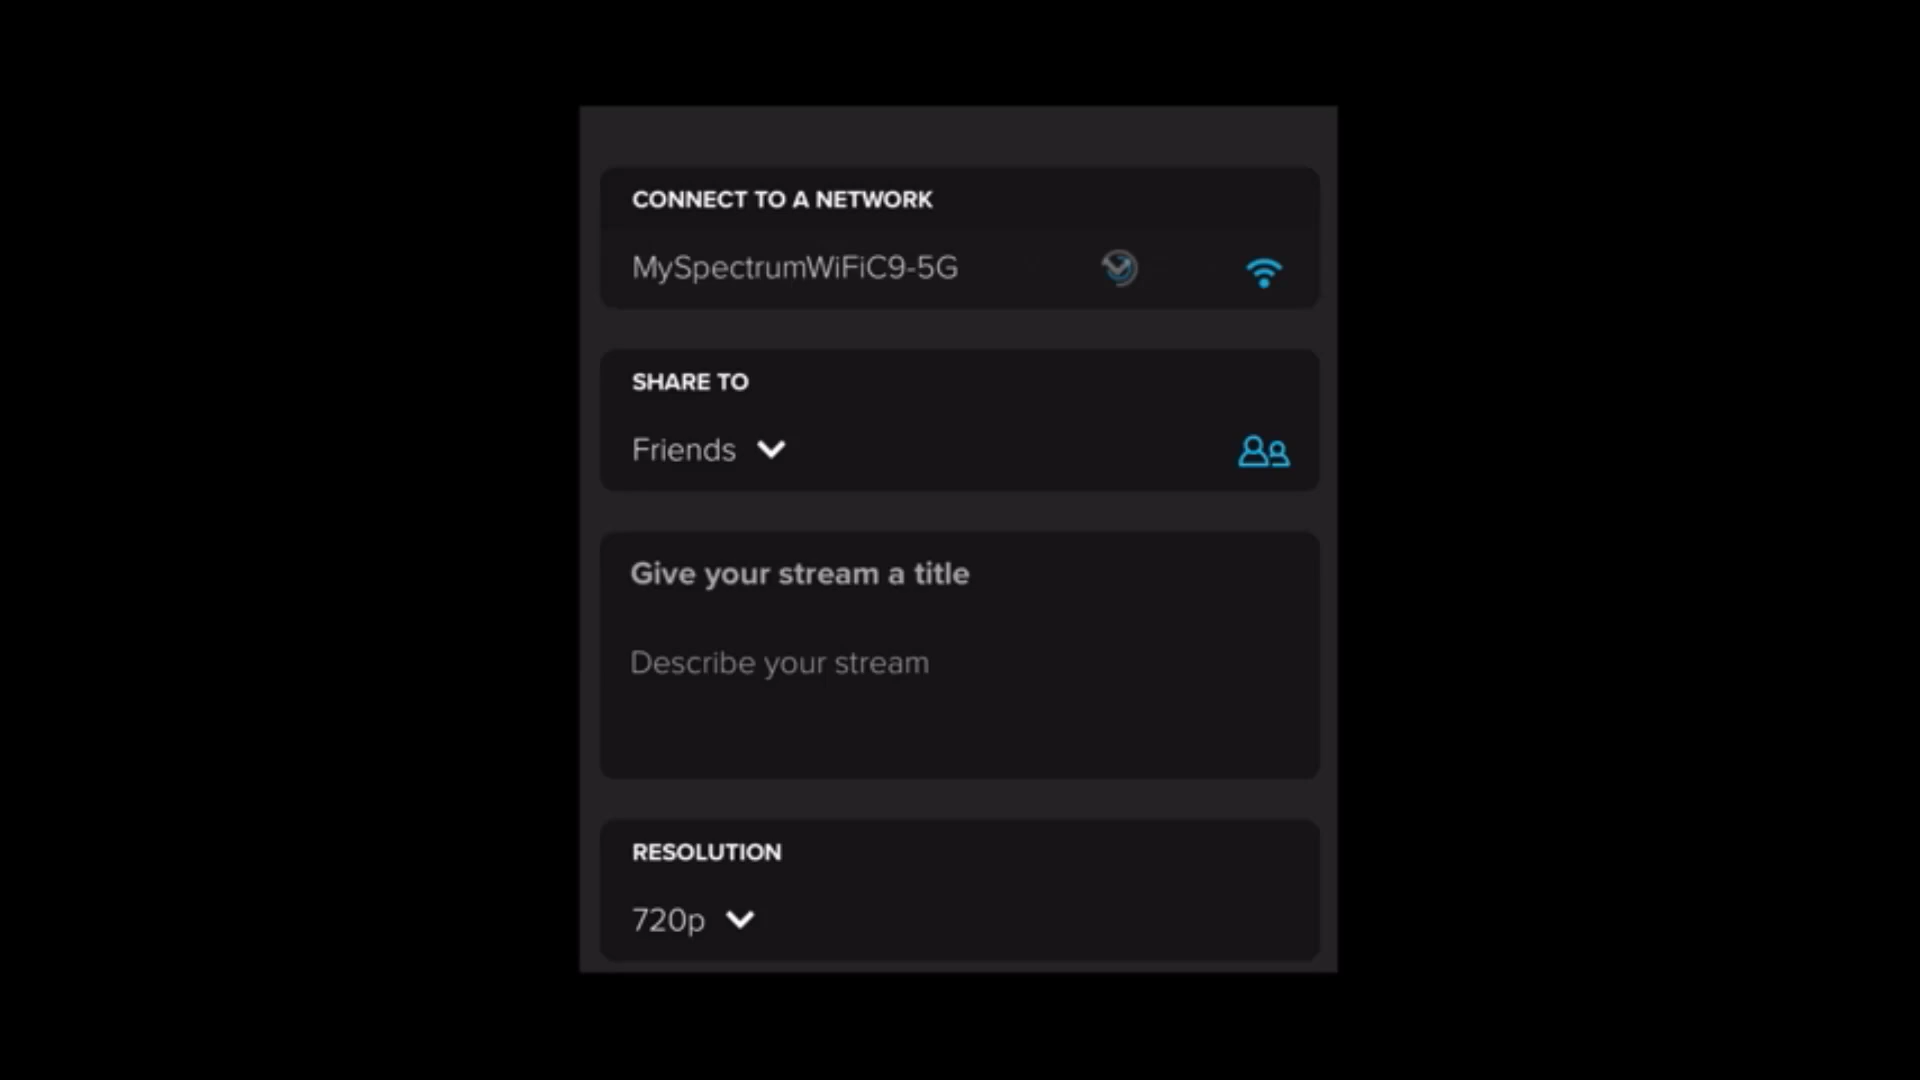 CONNECT TO A NETWORK
MySpectrumWiFiC9-5G
SHARE TO
Friends
Give your stream a title
Describe your stream
RESOLUTION
720p